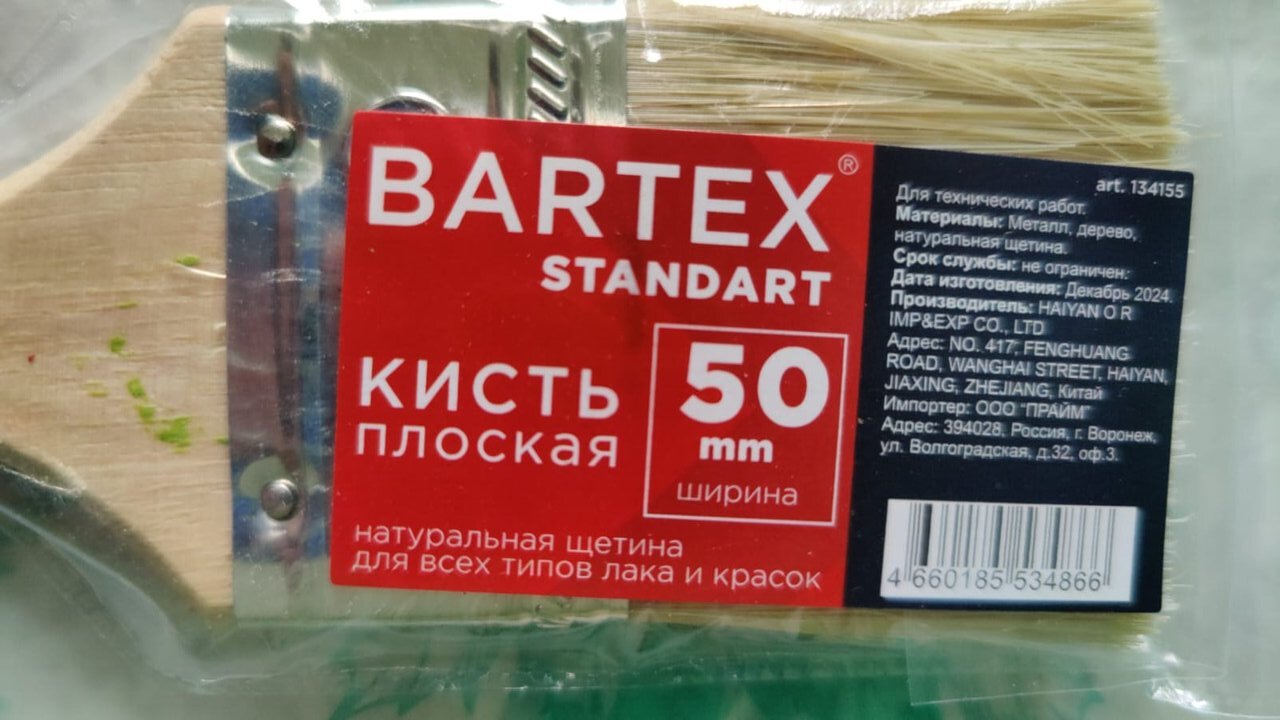 BARTEX®
STANDART
КИСТЬ
ПЛОСКАЯ
50
mm
ширина
натуральная щетина
для всех типов лака и красок
art. 134155
Для технических работ.
Материалы: Металл, дерево,
натуральная щетина.
Срок службы: не ограничен.
Дата изготовления: Декабрь 2024.
Производитель: HAIYAN O R
IMP&EXP CO., LTD
Адрес: NO. 417, FENGHUANG
ROAD, WANGHAI STREET, HAIYAN,
JIAXING, ZHEJIANG, Китай
Импортер: ООО "ПРАЙМ"
Адрес: 394028, Россия, г. Воронеж,
ул. Волгоградская, д.32, оф.3.
4 660185 534866